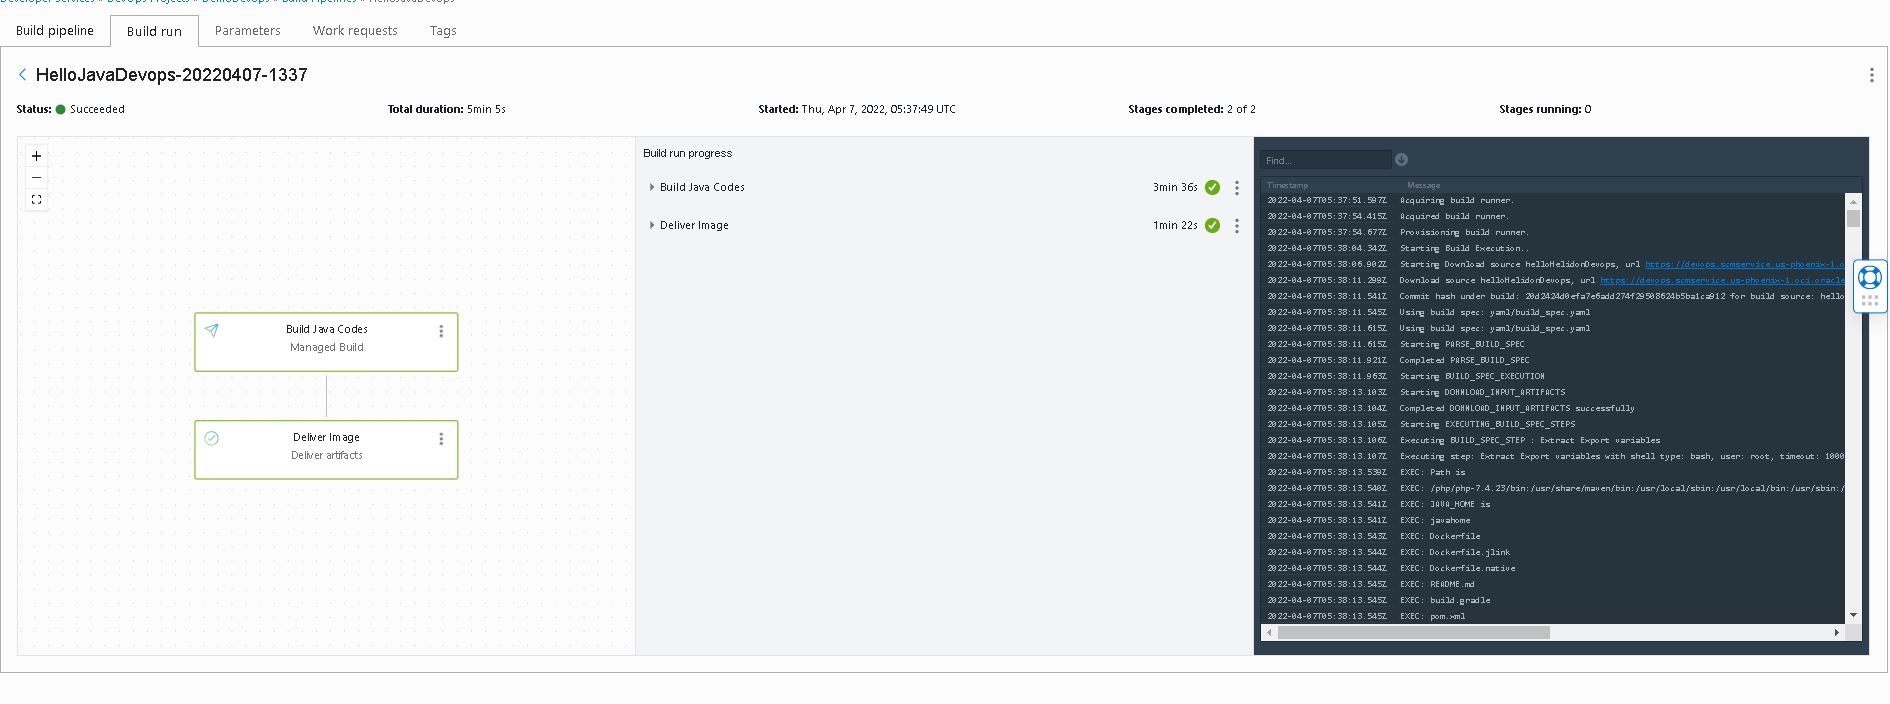 Developer Services » DevOps Projects » DemoDevOps » Build Pipelines » HelloJavaDevops
Build pipeline Build run Parameters Work requests Tags
HelloJavaDevops-20220407-1337
Status: Succeeded Total duration: 5min 5s Started: Thu, Apr 7, 2022, 05:37:49 UTC Stages completed: 2 of 2 Stages running: 0
+
−
Build Java Codes
Managed Build
Deliver Image
Deliver artifacts
Build run progress
Build Java Codes 3min 36s
Deliver Image 1min 22s
Find...
Timestamp Message
2022-04-07T05:37:51.597Z Acquiring build runner.
2022-04-07T05:37:54.415Z Acquired build runner.
2022-04-07T05:37:54.677Z Provisioning build runner.
2022-04-07T05:38:04.342Z Starting Build Execution..
2022-04-07T05:38:06.902Z Starting Download source helloHelidonDevops, url https://devops.scmservice.us-phoenix-1.o
2022-04-07T05:38:11.299Z Download source helloHelidonDevops, url https://devops.scmservice.us-phoenix-1.oci.oracle
2022-04-07T05:38:11.541Z Commit hash under build: 20d2424d0efa7e6add274f29508624b5ba1ca912 for build source: hello
2022-04-07T05:38:11.545Z Using build spec: yaml/build_spec.yaml
2022-04-07T05:38:11.615Z Using build spec: yaml/build_spec.yaml
2022-04-07T05:38:11.615Z Starting PARSE_BUILD_SPEC
2022-04-07T05:38:11.921Z Completed PARSE_BUILD_SPEC
2022-04-07T05:38:11.963Z Starting BUILD_SPEC_EXECUTION
2022-04-07T05:38:13.103Z Starting DOWNLOAD_INPUT_ARTIFACTS
2022-04-07T05:38:13.104Z Completed DOWNLOAD_INPUT_ARTIFACTS successfully
2022-04-07T05:38:13.105Z Starting EXECUTING_BUILD_SPEC_STEPS
2022-04-07T05:38:13.106Z Executing BUILD_SPEC_STEP : Extract Export variables
2022-04-07T05:38:13.107Z Executing step: Extract Export variables with shell type: bash, user: root, timeout: 1000
2022-04-07T05:38:13.539Z EXEC: Path is
2022-04-07T05:38:13.540Z EXEC: /php/php-7.4.23/bin:/usr/share/maven/bin:/usr/local/sbin:/usr/local/bin:/usr/sbin:/
2022-04-07T05:38:13.541Z EXEC: JAVA_HOME is
2022-04-07T05:38:13.541Z EXEC: javahome
2022-04-07T05:38:13.543Z EXEC: Dockerfile
2022-04-07T05:38:13.544Z EXEC: Dockerfile.jlink
2022-04-07T05:38:13.544Z EXEC: Dockerfile.native
2022-04-07T05:38:13.545Z EXEC: README.md
2022-04-07T05:38:13.545Z EXEC: build.gradle
2022-04-07T05:38:13.545Z EXEC: pom.xml